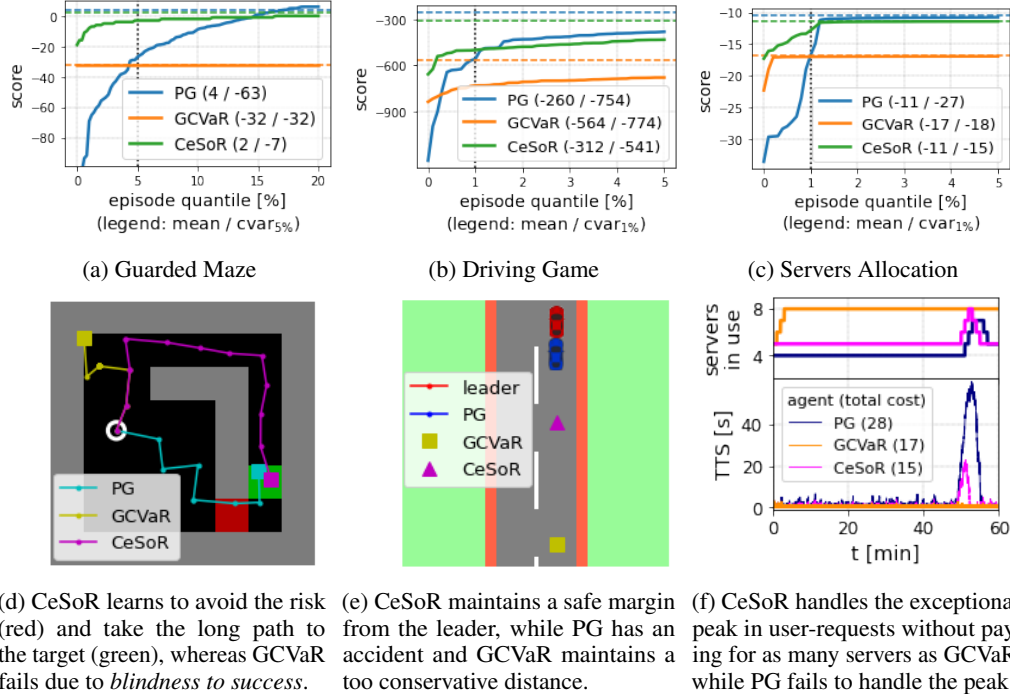 score
0
−20
−40
−60
−80
PG (4 / -63)
GCVaR (-32 / -32)
CeSoR (2 / -7)
0 5 10 15 20
episode quantile [%]
(legend: mean / cvar5%)
(a) Guarded Maze
score
−300
−600
−900
PG (-260 / -754)
GCVaR (-564 / -774)
CeSoR (-312 / -541)
0 1 2 3 4 5
episode quantile [%]
(legend: mean / cvar1%)
(b) Driving Game
score
−10
−15
−20
−25
−30
PG (-11 / -27)
GCVaR (-17 / -18)
CeSoR (-11 / -15)
0 1 2 3 4 5
episode quantile [%]
(legend: mean / cvar1%)
(c) Servers Allocation
PG
GCVaR
CeSoR
leader
PG
GCVaR
CeSoR
servers
in use
8
4
TTS [s]
40
20
0
agent (total cost)
PG (28)
GCVaR (17)
CeSoR (15)
0 20 40 60
t [min]
(d) CeSoR learns to avoid the risk
(red) and take the long path to
the target (green), whereas GCVaR
fails due to blindness to success.
(e) CeSoR maintains a safe margin
from the leader, while PG has an
accident and GCVaR maintains a
too conservative distance.
(f) CeSoR handles the exceptiona
peak in user-requests without pay-
ing for as many servers as GCVaR
while PG fails to handle the peak